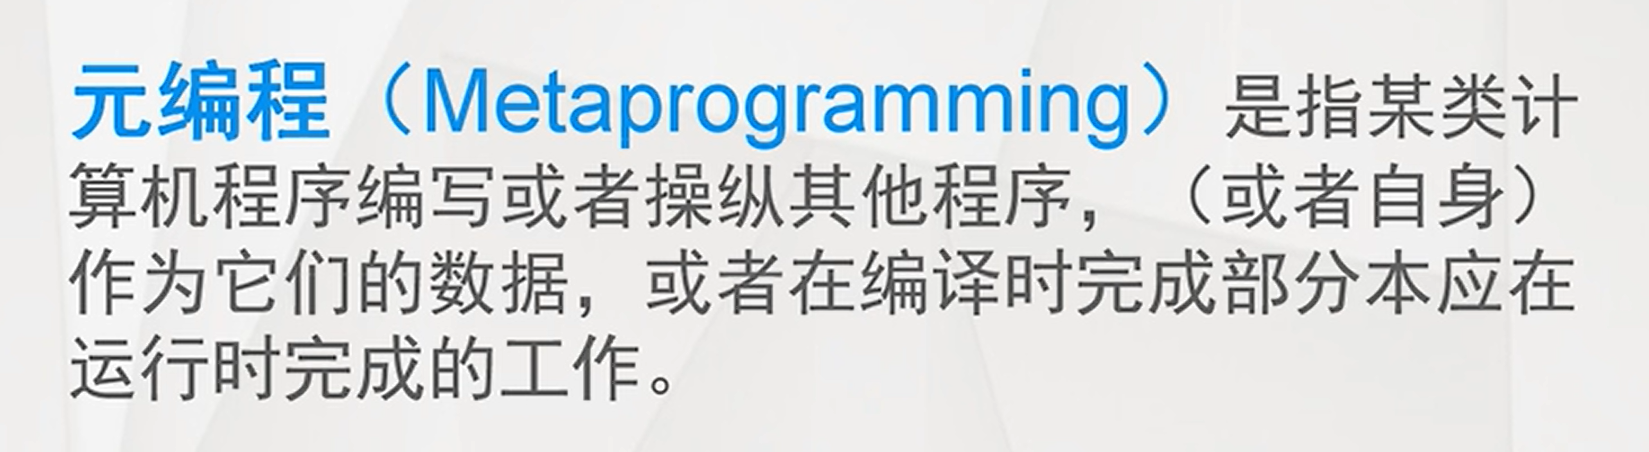 元编程（Metaprogramming）是指某类计
算机程序编写或者操纵其他程序，（或者自身）
作为它们的数据，或者在编译时完成部分本应在
运行时完成的工作。